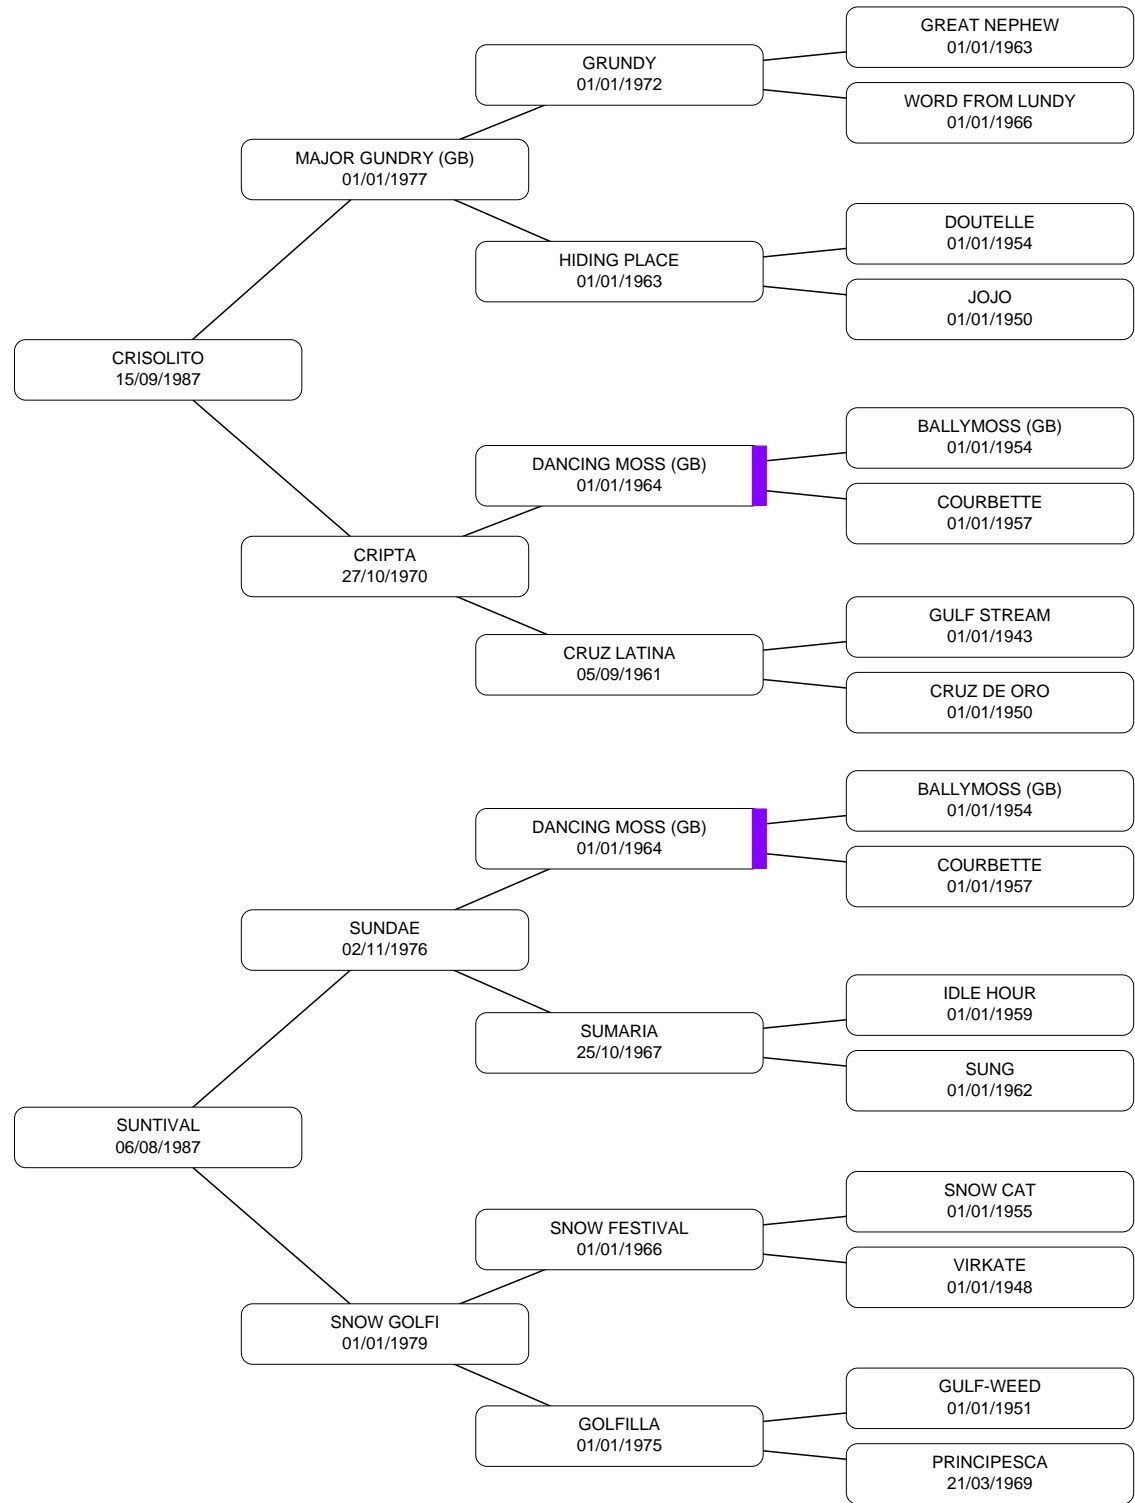 GREAT NEPHEW
01/01/1963
GRUNDY
01/01/1972
WORD FROM LUNDY
01/01/1966
MAJOR GUNDRY (GB)
01/01/1977
DOUTELLE
01/01/1954
HIDING PLACE
01/01/1963
JOJO
01/01/1950
CRISOLITO
15/09/1987
BALLYMOSS (GB)
01/01/1954
DANCING MOSS (GB)
01/01/1964
COURBETTE
01/01/1957
CRIPTA
27/10/1970
GULF STREAM
01/01/1943
CRUZ LATINA
05/09/1961
CRUZ DE ORO
01/01/1950
BALLYMOSS (GB)
01/01/1954
DANCING MOSS (GB)
01/01/1964
COURBETTE
01/01/1957
SUNDAE
02/11/1976
IDLE HOUR
01/01/1959
SUMARIA
25/10/1967
SUNG
01/01/1962
SUNTIVAL
06/08/1987
SNOW CAT
01/01/1955
SNOW FESTIVAL
01/01/1966
VIRKATE
01/01/1948
SNOW GOLFI
01/01/1979
GULF-WEED
01/01/1951
GOLFILLA
01/01/1975
PRINCIPESCA
21/03/1969